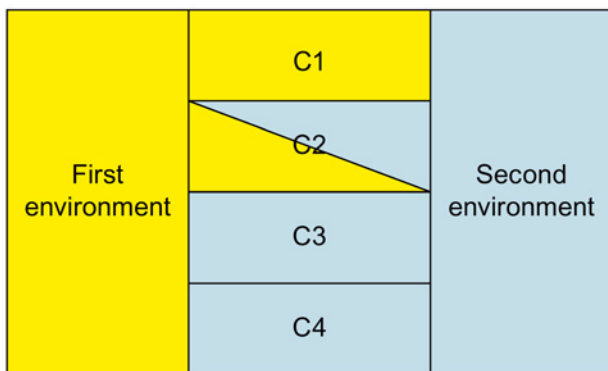 C1
C2
First
environment
Second
environment
C3
C4